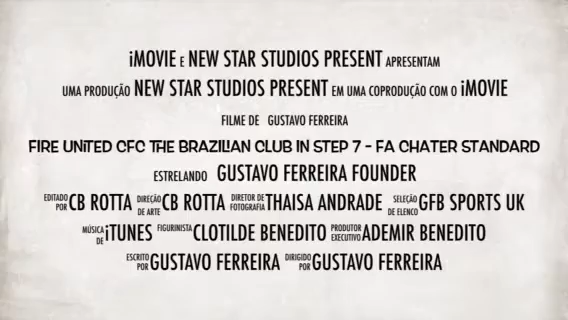 iMOVIE E NEW STAR STUDIOS PRESENT APRESENTAM
UMA PRODUÇÃO NEW STAR STUDIOS PRESENT EM UMA COPRODUÇÃO COM O iMOVIE
FILME DE GUSTAVO FERREIRA
FIRE UNITED CFC THE BRAZILIAN CLUB IN STEP 7 - FA CHATER STANDARD
ESTRELANDO GUSTAVO FERREIRA FOUNDER
EDITADO POR CB ROTTA DIREÇÃO DE ARTE CB ROTTA DIRETOR DE FOTOGRAFIA THAISA ANDRADE SELEÇÃO DE ELENCO GFB SPORTS UK
MÚSICA DE iTUNES FIGURINISTA CLOTILDE BENEDITO PRODUTOR EXECUTIVO ADEMIR BENEDITO
ESCRITO POR GUSTAVO FERREIRA DIRIGIDO POR GUSTAVO FERREIRA